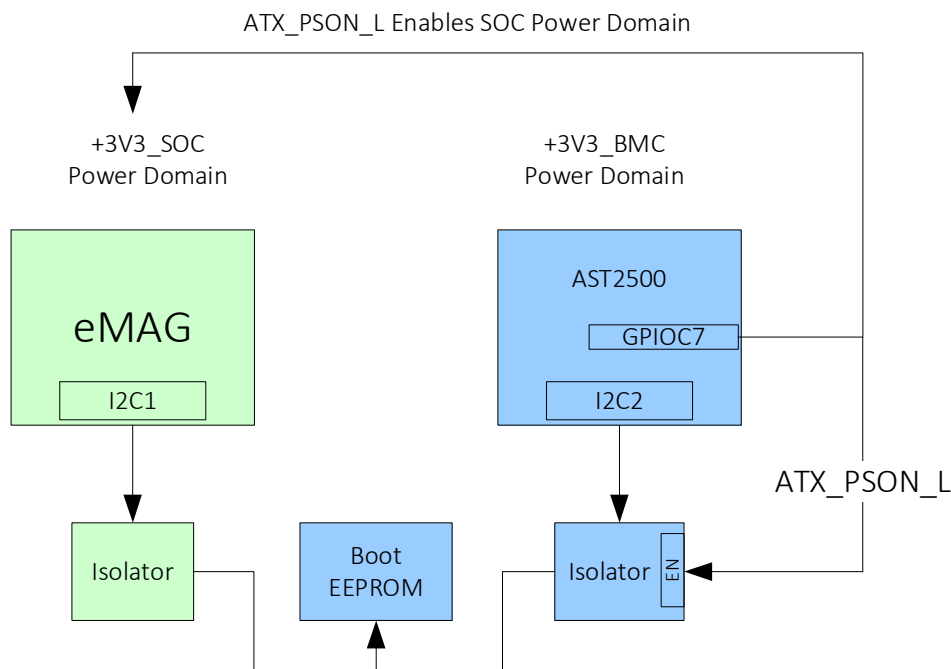 ATX_PSON_L Enables SOC Power Domain
+3V3_SOC
Power Domain
+3V3_BMC
Power Domain
eMAG
I2C1
AST2500
GPIOC7
I2C2
ATX_PSON_L
Isolator
Boot
EEPROM
Isolator
EN